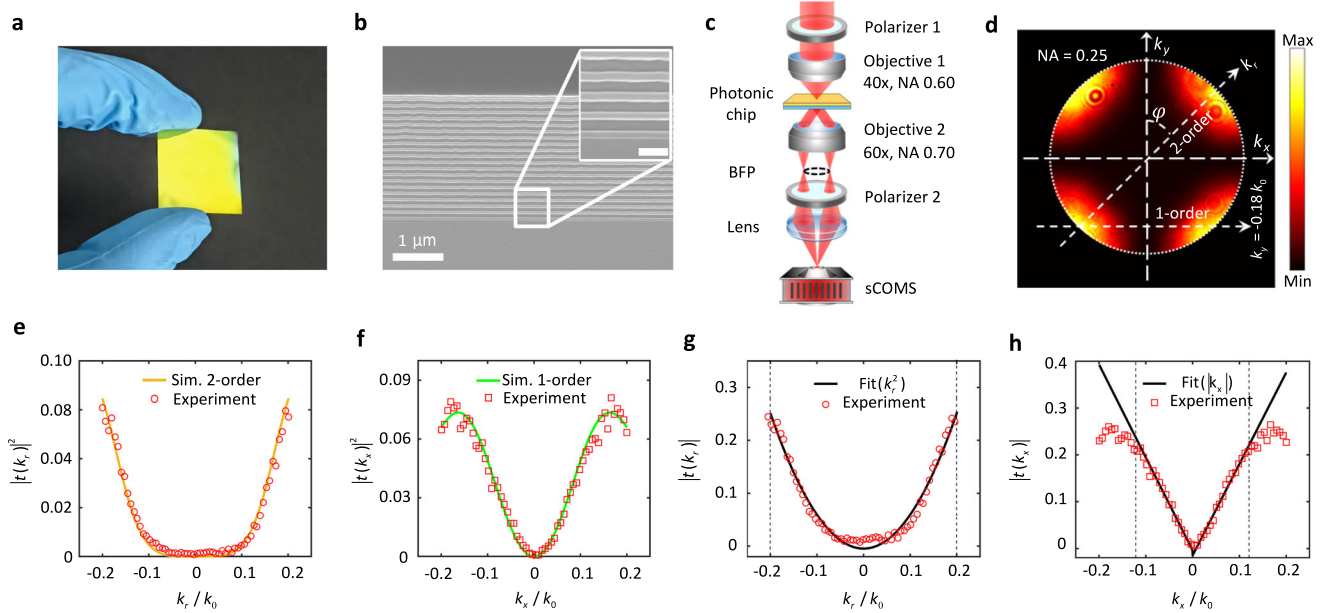 a
b
1 μm
c
Polarizer 1
Objective 1
40x, NA 0.60
Photonic
chip
Objective 2
60x, NA 0.70
BFP
Polarizer 2
Lens
sCOMS
d
NA = 0.25
k_y
k_r
φ
2-order
k_x
1-order
k_y = -0.18 k_0
Max
Min
e
0.10
0.08
0.06
0.04
0.02
0
|t(k_r)|²
Sim. 2-order
Experiment
-0.2 -0.1 0 0.1 0.2
k_r / k_0
f
0.09
0.06
0.03
0
|t(k_x)|²
Sim. 1-order
Experiment
-0.2 -0.1 0 0.1 0.2
k_x / k_0
g
0.3
0.2
0.1
0
|t(k_r)|
Fit(k_r²)
Experiment
-0.2 -0.1 0 0.1 0.2
k_r / k_0
h
0.4
0.3
0.2
0.1
0
|t(k_x)|
Fit(|k_x|)
Experiment
-0.2 -0.1 0 0.1 0.2
k_x / k_0